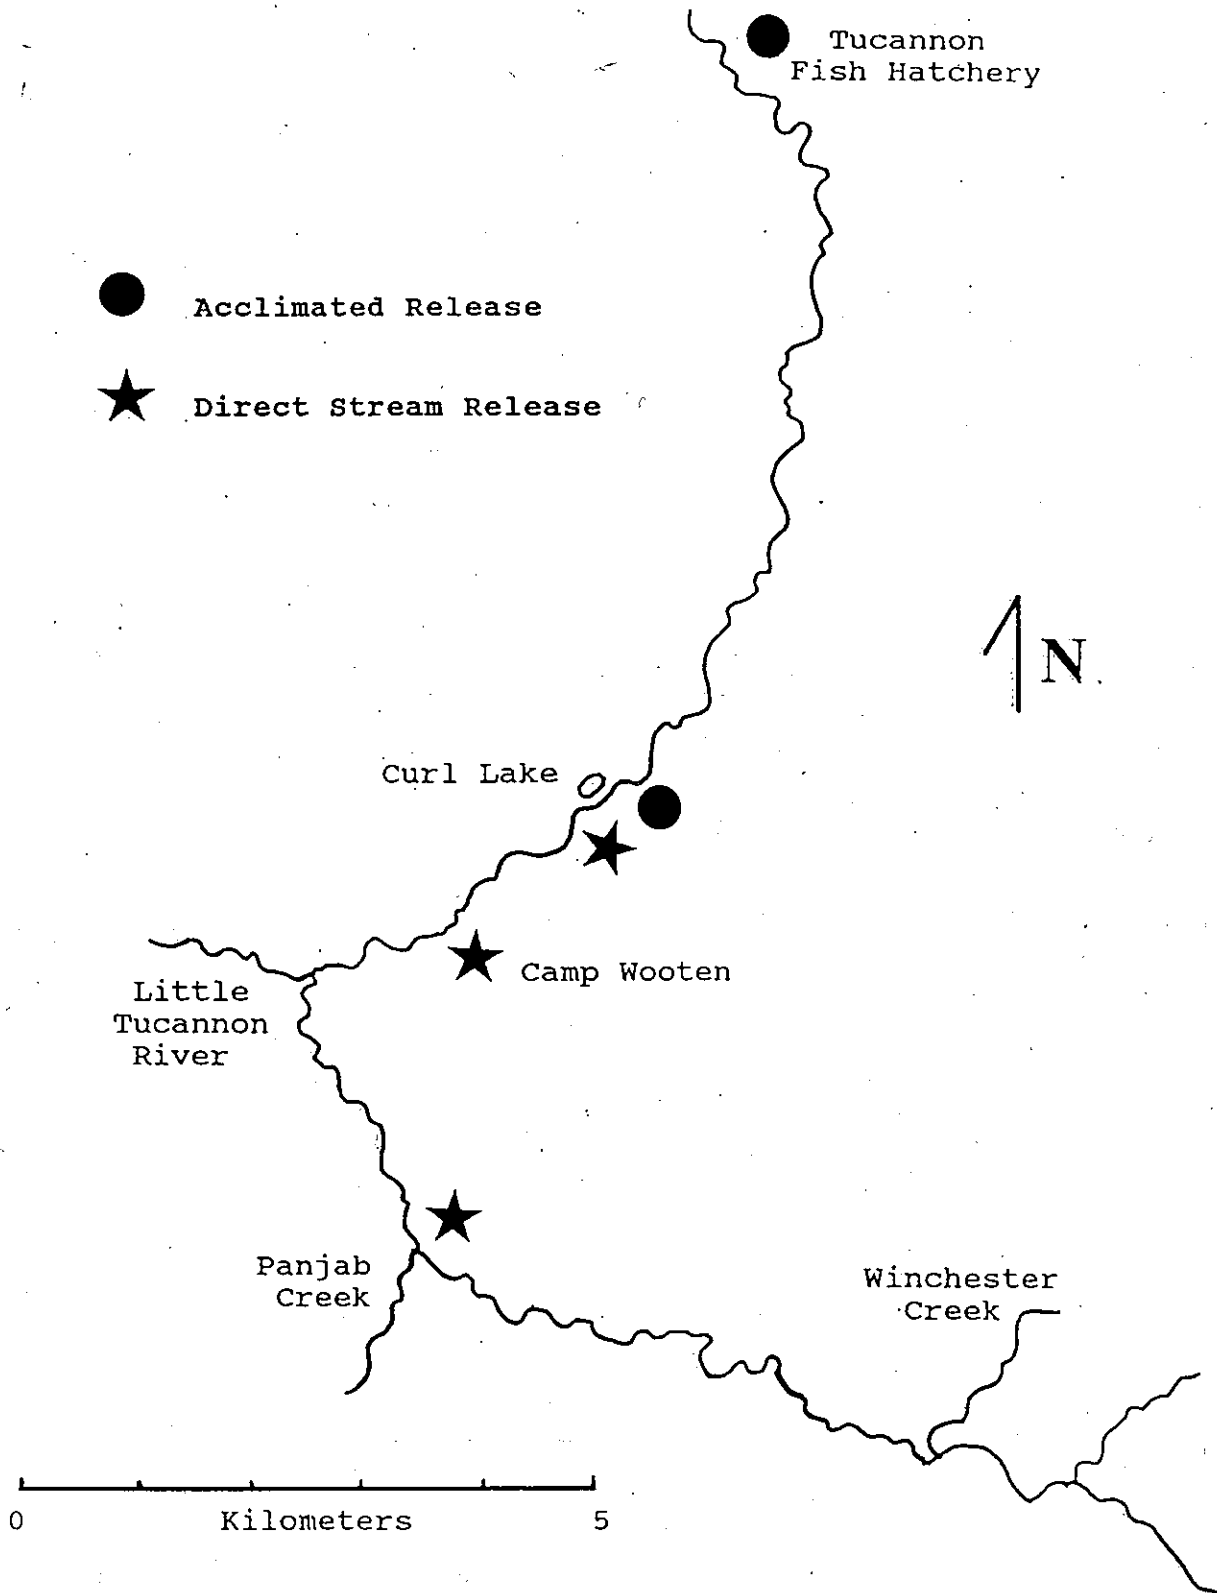 Tucannon
Fish Hatchery
Acclimated Release
Direct Stream Release
N
Curl Lake
Camp Wooten
Little
Tucannon
River
Panjab
Creek
Winchester
Creek
0 Kilometers 5